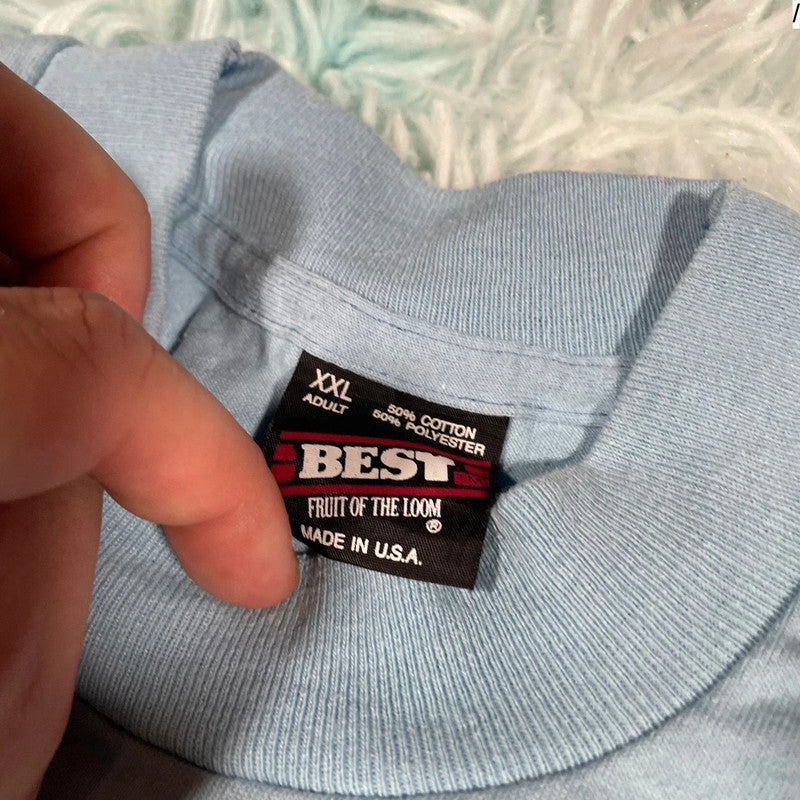 XXL
ADULT
50% COTTON
50% POLYESTER
BEST
FRUIT OF THE LOOM
®
MADE IN U.S.A.